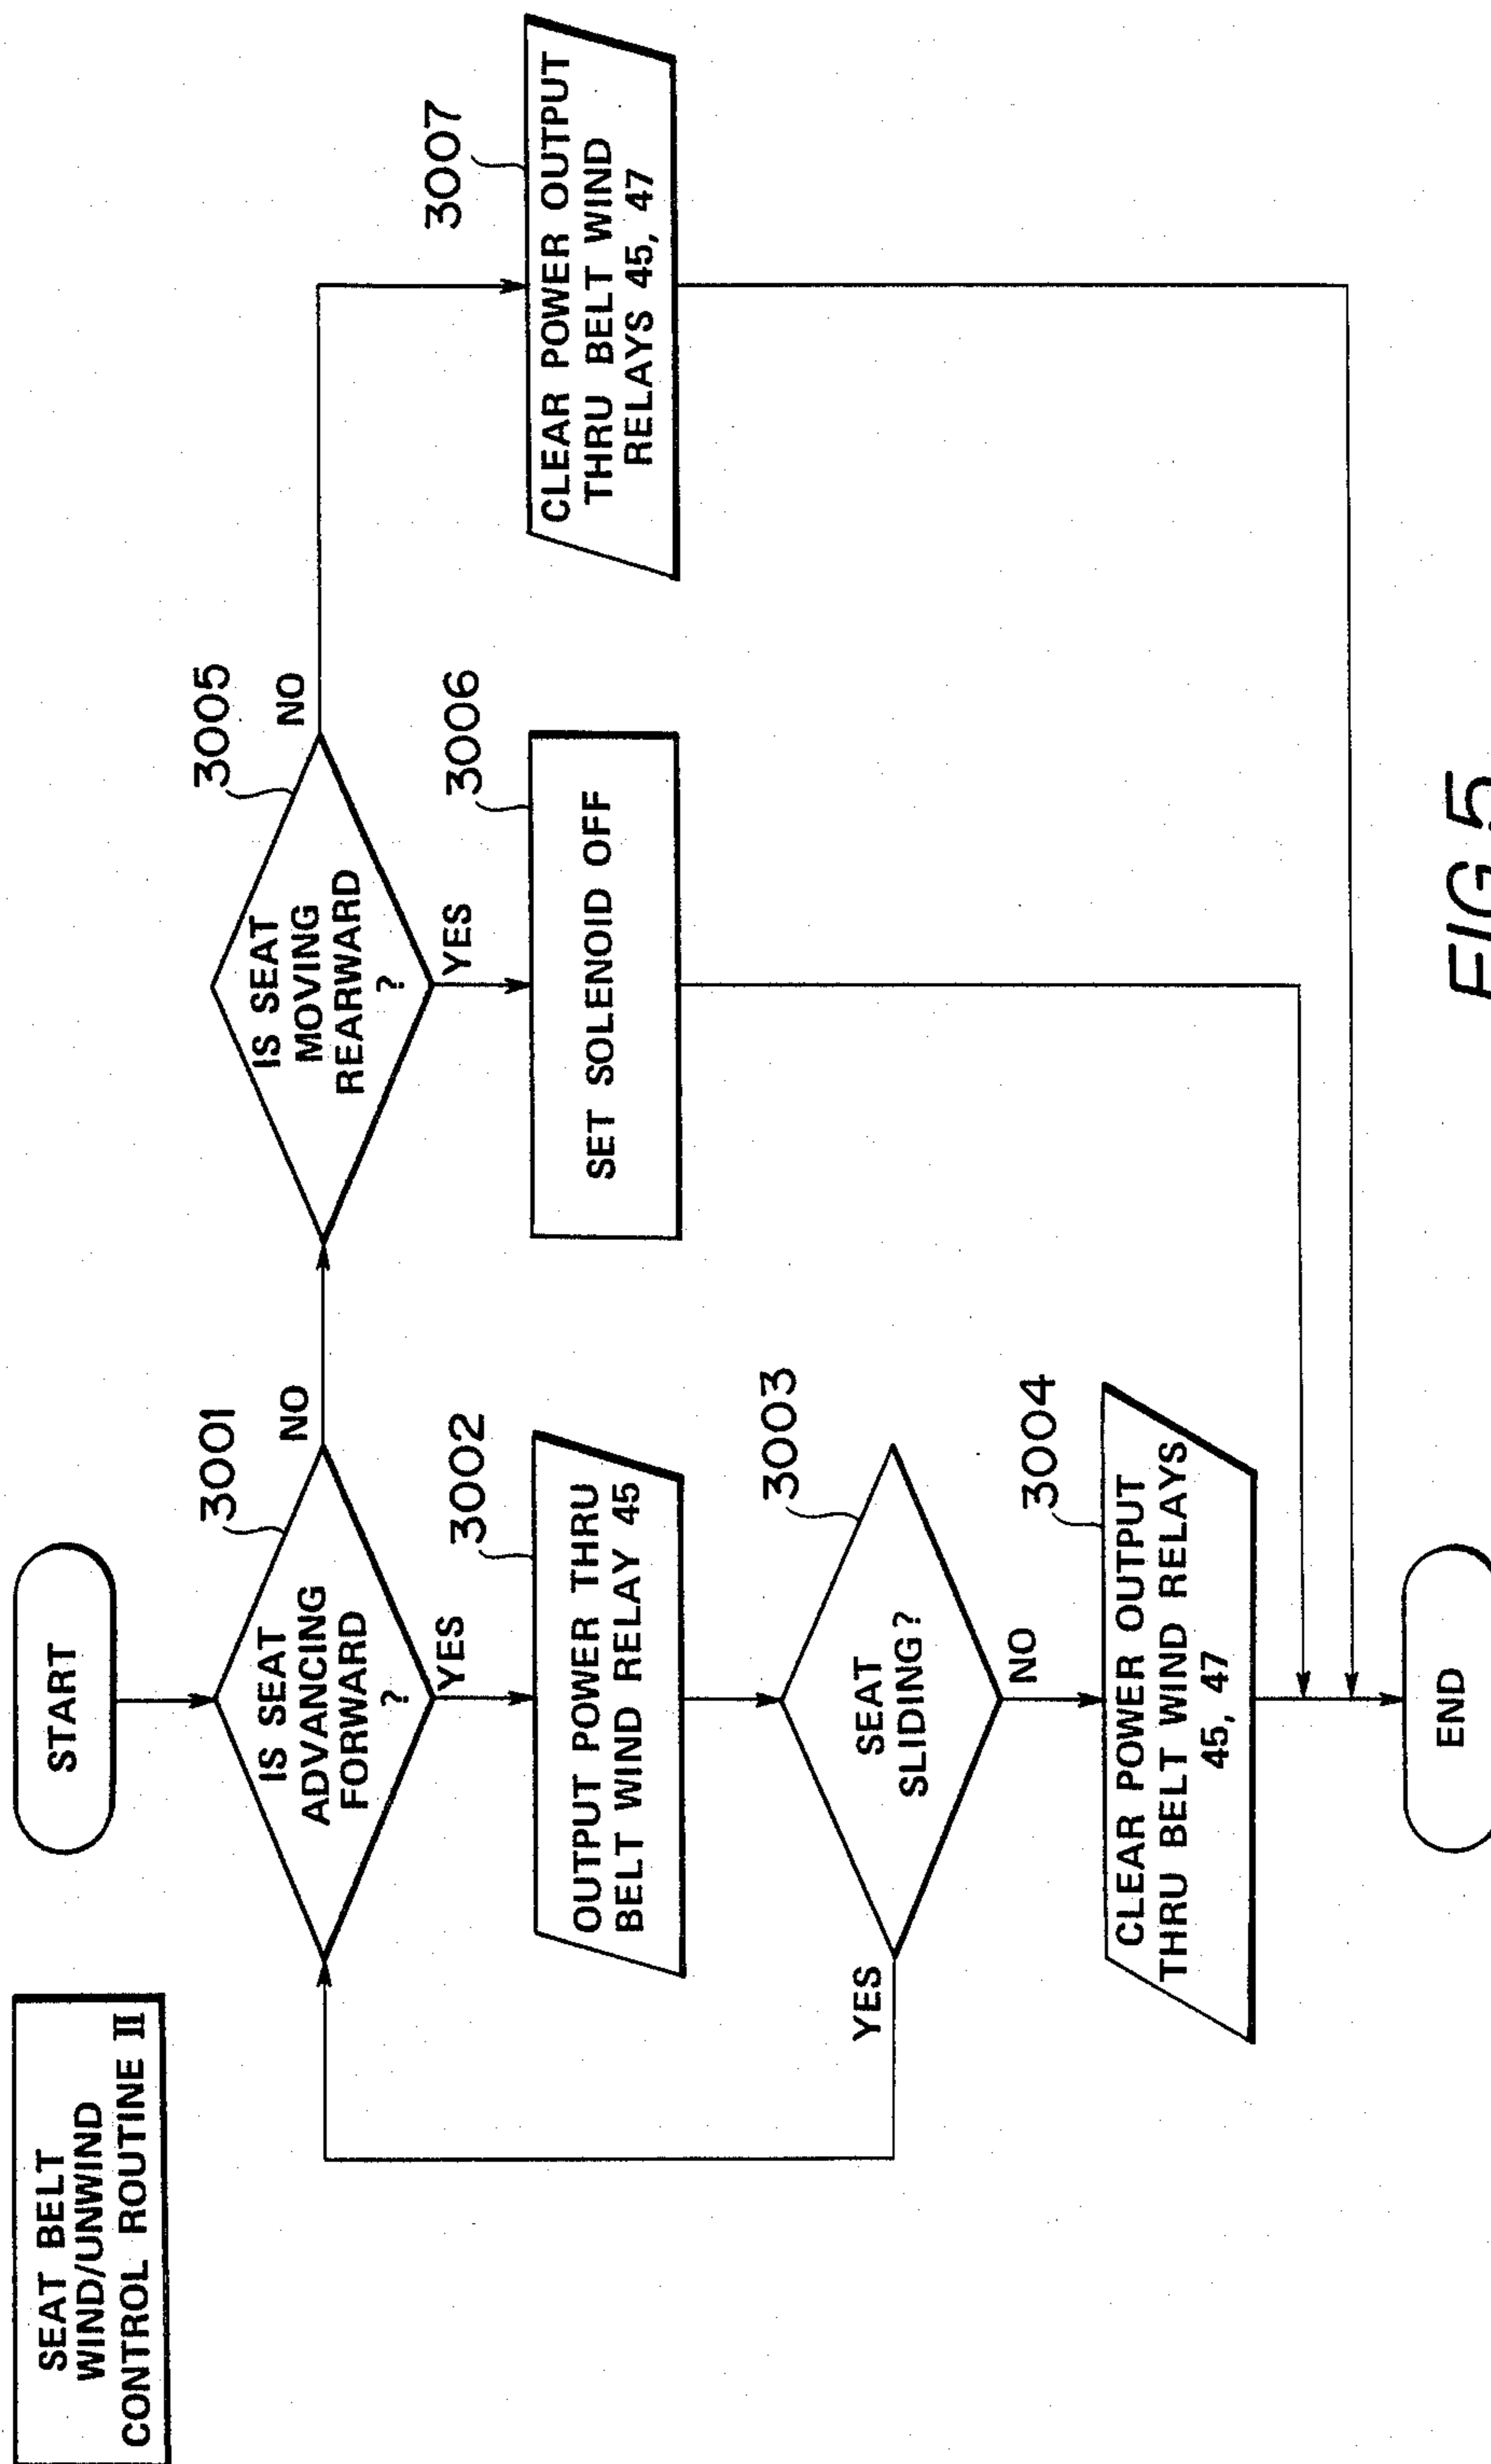 SEAT BELT
WIND/UNWIND
CONTROL ROUTINE II
START
3001
IS SEAT
ADVANCING
FORWARD
?
NO
YES
3002
OUTPUT POWER THRU
BELT WIND RELAY 45
3003
SEAT
SLIDING?
YES
NO
3004
CLEAR POWER OUTPUT
THRU BELT WIND RELAYS
45, 47
END
3005
IS SEAT
MOVING
REARWARD
?
NO
YES
3006
SET SOLENOID OFF
3007
CLEAR POWER OUTPUT
THRU BELT WIND
RELAYS 45, 47
FIG.5